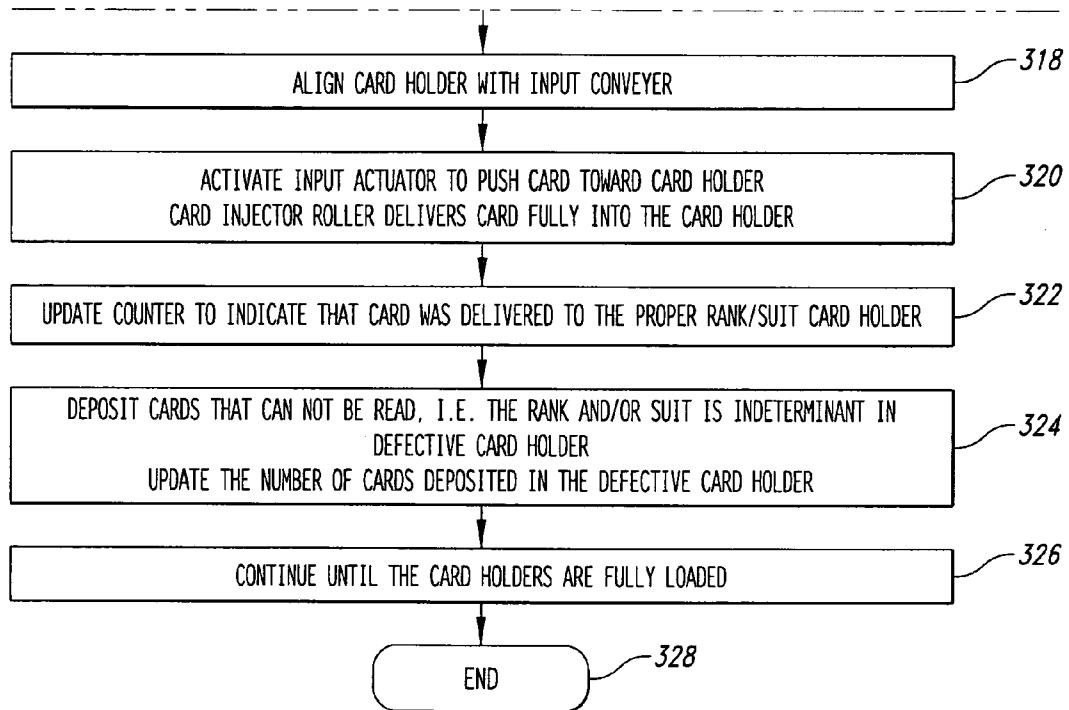 ALIGN CARD HOLDER WITH INPUT CONVEYER
318
ACTIVATE INPUT ACTUATOR TO PUSH CARD TOWARD CARD HOLDER
CARD INJECTOR ROLLER DELIVERS CARD FULLY INTO THE CARD HOLDER
320
UPDATE COUNTER TO INDICATE THAT CARD WAS DELIVERED TO THE PROPER RANK/SUIT CARD HOLDER
322
DEPOSIT CARDS THAT CAN NOT BE READ, I.E. THE RANK AND/OR SUIT IS INDETERMINANT IN
DEFECTIVE CARD HOLDER
UPDATE THE NUMBER OF CARDS DEPOSITED IN THE DEFECTIVE CARD HOLDER
324
CONTINUE UNTIL THE CARD HOLDERS ARE FULLY LOADED
326
END
328